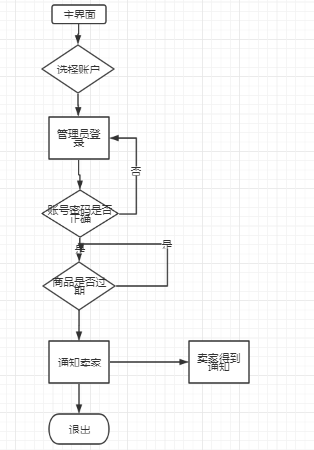 主界面
选择账户
管理员登
录
否
账号密码是否
正确
是
是
商品是否过
期
通知卖家
卖家得到
通知
退出